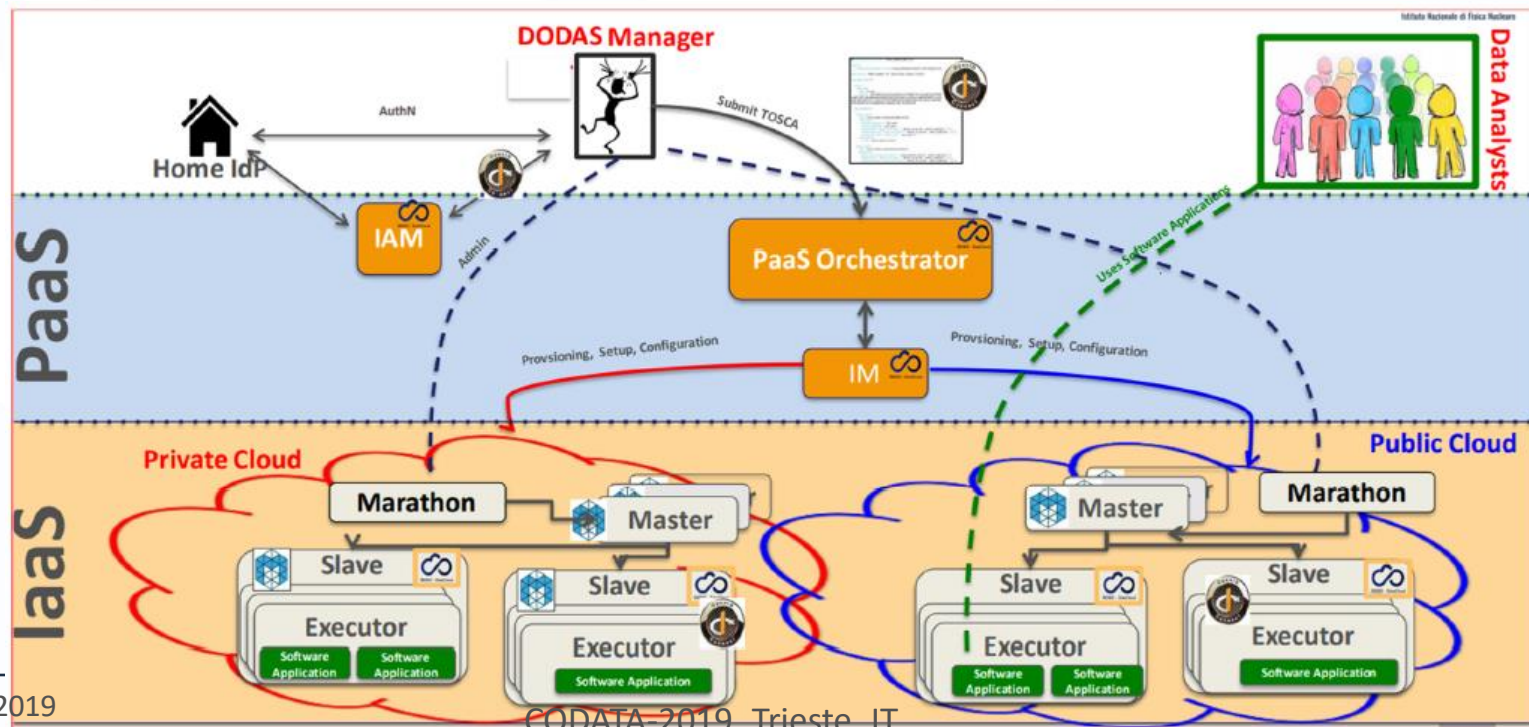 Istituto Nazionale di Fisica Nucleare
DODAS Manager
Data Analysts
AuthN
Submit TOSCA
Home IdP
PaaS
IAM
Admin
PaaS Orchestrator
Uses Software Applications
Provsioning, Setup, Configuration
IM
Provsioning, Setup, Configuration
IaaS
Private Cloud
Public Cloud
Marathon
Master
Master
Marathon
Slave
Executor
Software
Application
Software
Application
Slave
Executor
Software Application
Slave
Executor
Software
Application
Software
Application
Slave
Executor
Software Application
2019
CODATA-2019, Trieste, IT